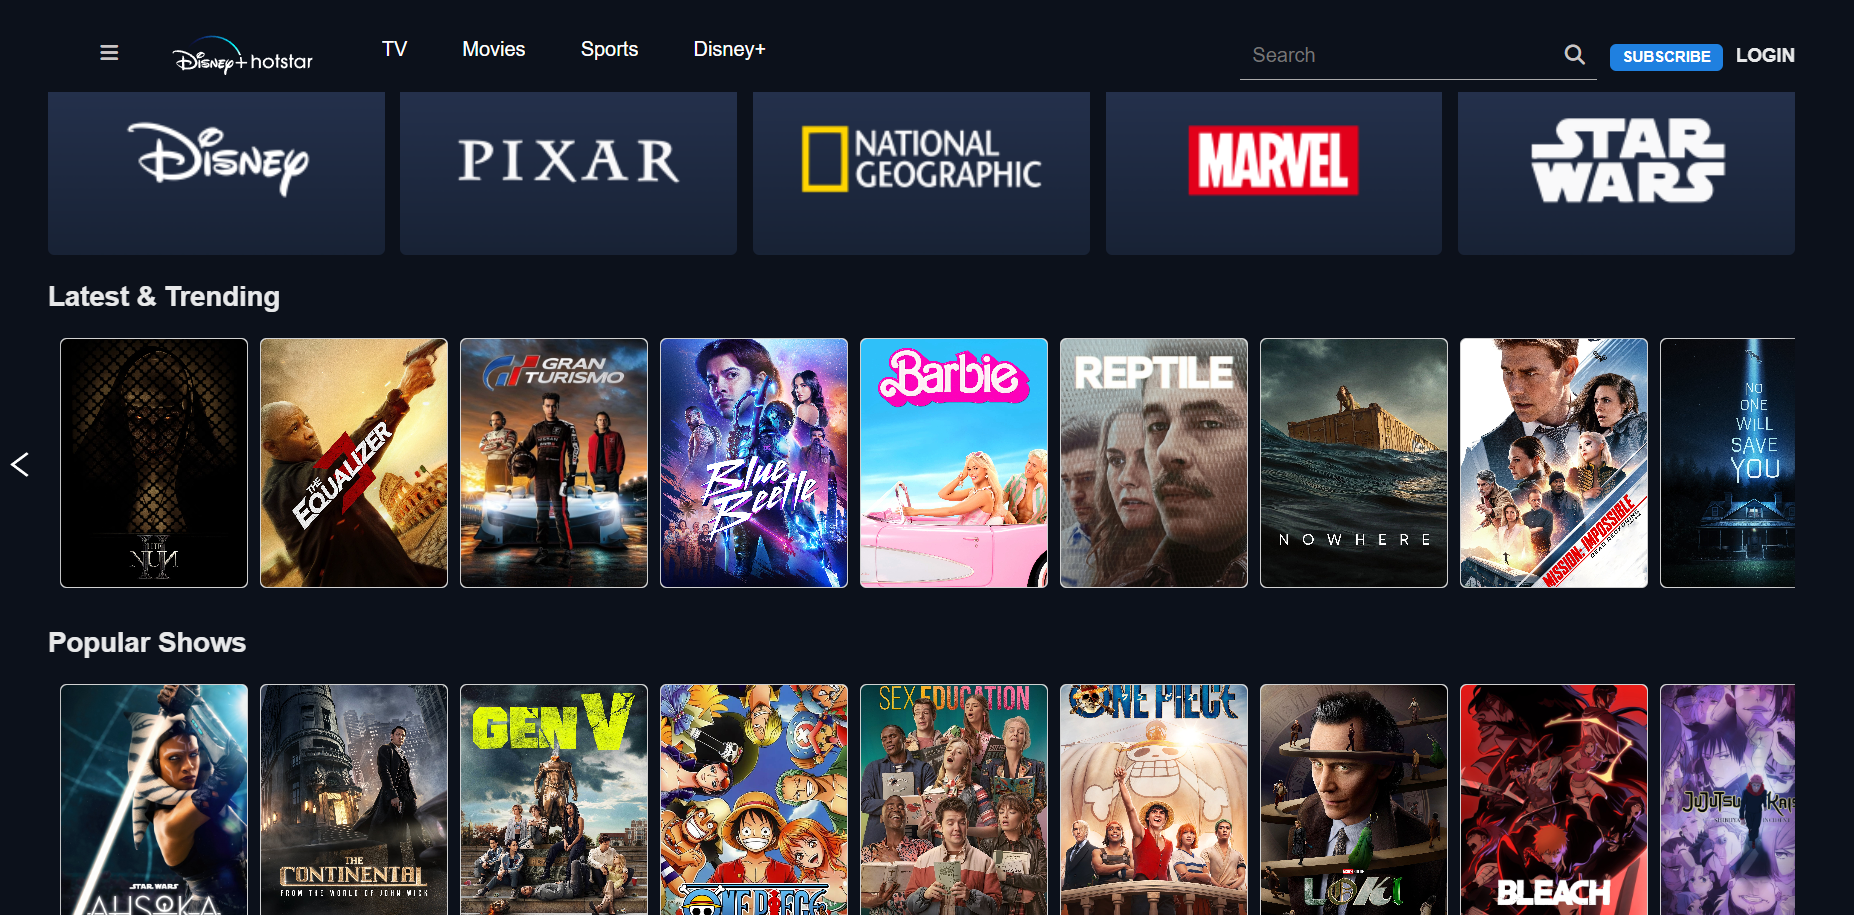 Disney+ hotstar
TV
Movies
Sports
Disney+
Search
SUBSCRIBE
LOGIN
Disney
PIXAR
NATIONAL
GEOGRAPHIC
MARVEL
STAR
WARS
Latest & Trending
THE
NUN
II
THE
EQUALIZER
3
GRAN
TURISMO
Blue
Beetle
Barbie
REPTILE
NOWHERE
MISSION: IMPOSSIBLE
DEAD RECKONING
NO
ONE
WILL
SAVE
YOU
Popular Shows
STAR WARS
AHSOKA
THE
CONTINENTAL
FROM THE WORLD OF JOHN WICK
GEN V
ONE PIECE
SEX EDUCATION
ONE PIECE
LOKI
BLEACH
JUJUTSU KAIS